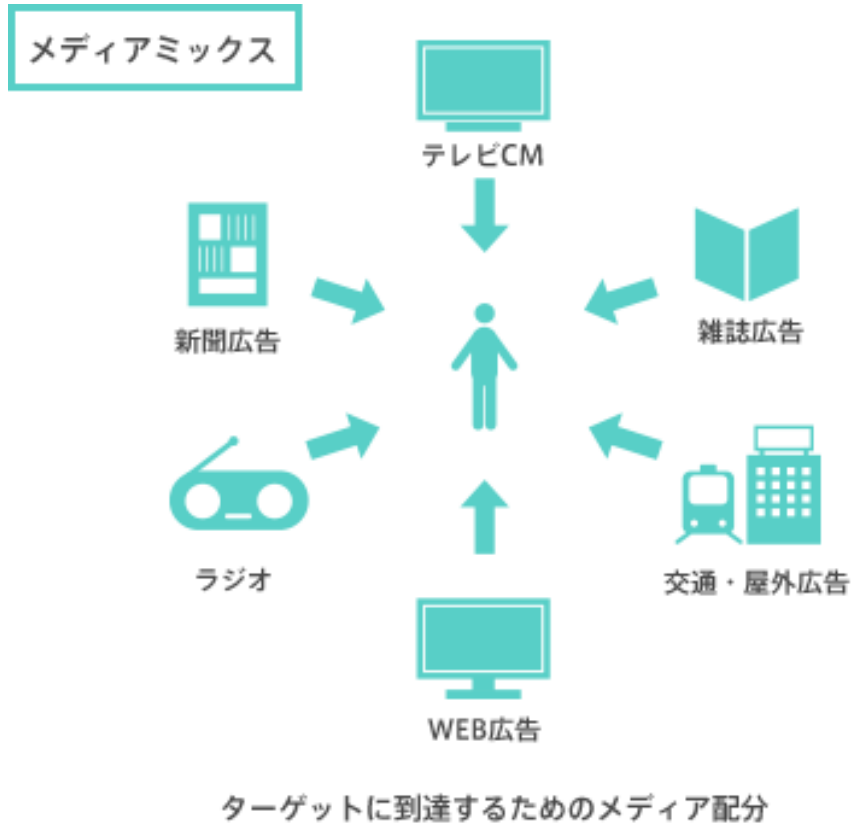 メディアミックス
テレビCM
新聞広告
雑誌広告
ラジオ
交通・屋外広告
WEB広告
ターゲットに到達するためのメディア配分